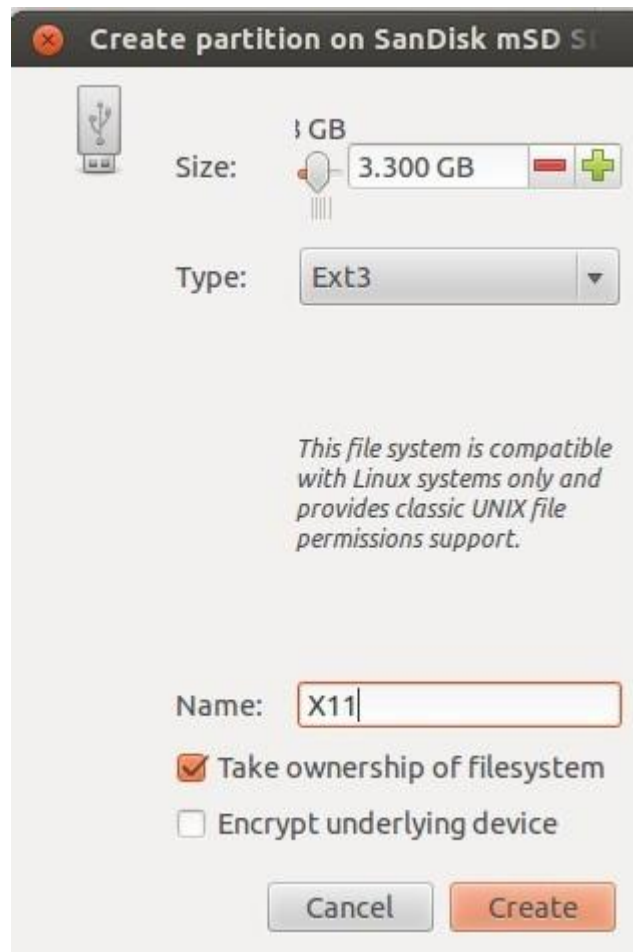 Create partition on SanDisk mSD
GB
Size: 3.300 GB
Type: Ext3
This file system is compatible
with Linux systems only and
provides classic UNIX file
permissions support.
Name: X11
Take ownership of filesystem
Encrypt underlying device
Cancel Create